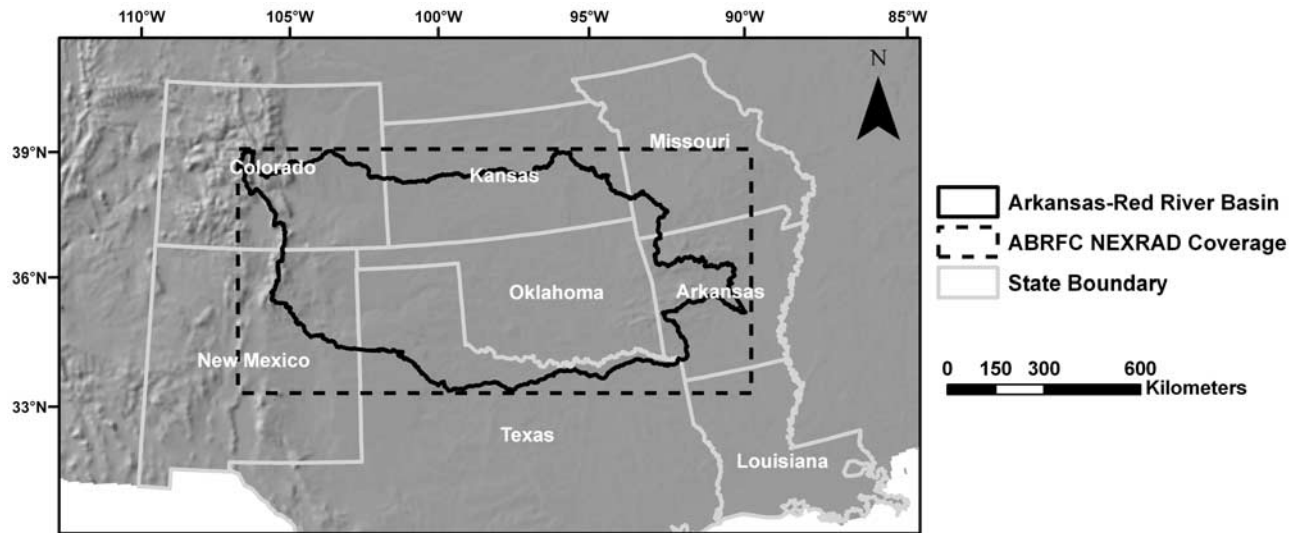 110°W 105°W 100°W 95°W 90°W 85°W
N
39°N
36°N
33°N
Missouri
Colorado
Kansas
Oklahoma
Arkansas
New Mexico
Texas
Louisiana
Arkansas-Red River Basin
ABRFC NEXRAD Coverage
State Boundary
0 150 300 600
Kilometers